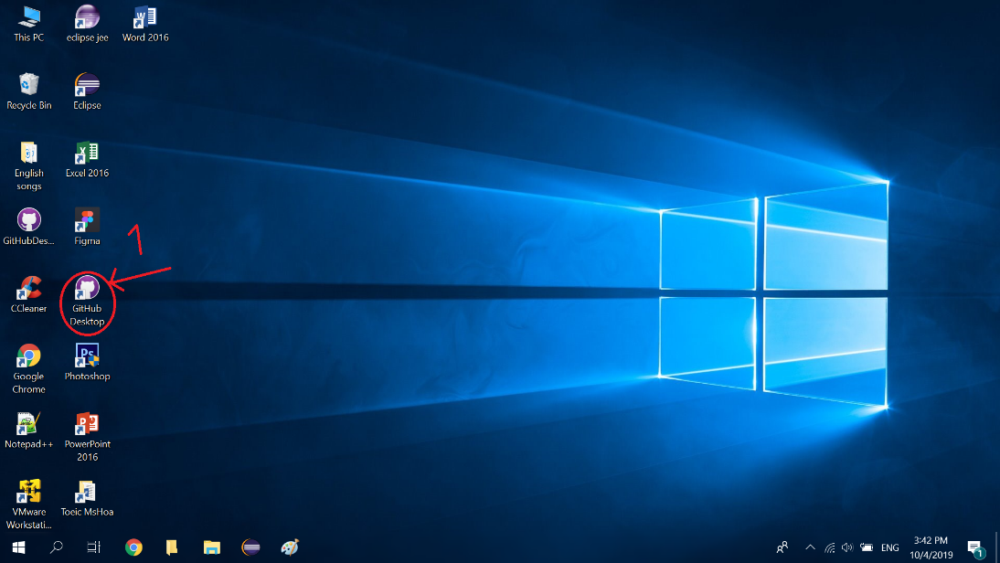 This PC
eclipse jee
Word 2016
Recycle Bin
Eclipse
English
songs
Excel 2016
GitHubDes...
Figma
1
CCleaner
GitHub
Desktop
Google
Chrome
Ps
Photoshop
Notepad++
PowerPoint
2016
VMware
Workstati...
Toeic MsHoa
ENG
3:42 PM
10/4/2019
1